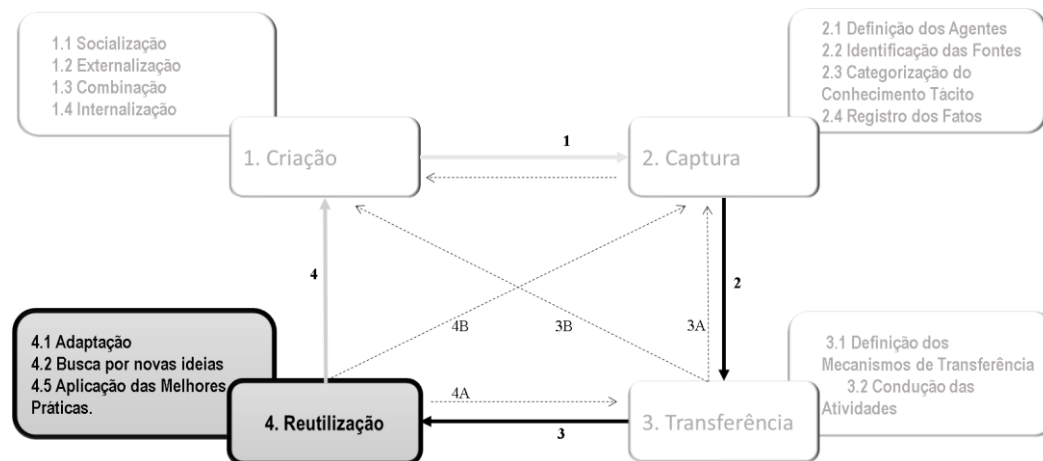 1.1 Socialização
1.2 Externalização
1.3 Combinação
1.4 Internalização
1. Criação
2.1 Definição dos Agentes
2.2 Identificação das Fontes
2.3 Categorização do
Conhecimento Tácito
2.4 Registro dos Fatos
2. Captura
1
4
2
4B
3B
3A
4.1 Adaptação
4.2 Busca por novas ideias
4.5 Aplicação das Melhores
Práticas.
4. Reutilização
4A
3
3.1 Definição dos
Mecanismos de Transferência
3.2 Condução das
Atividades
3. Transferência